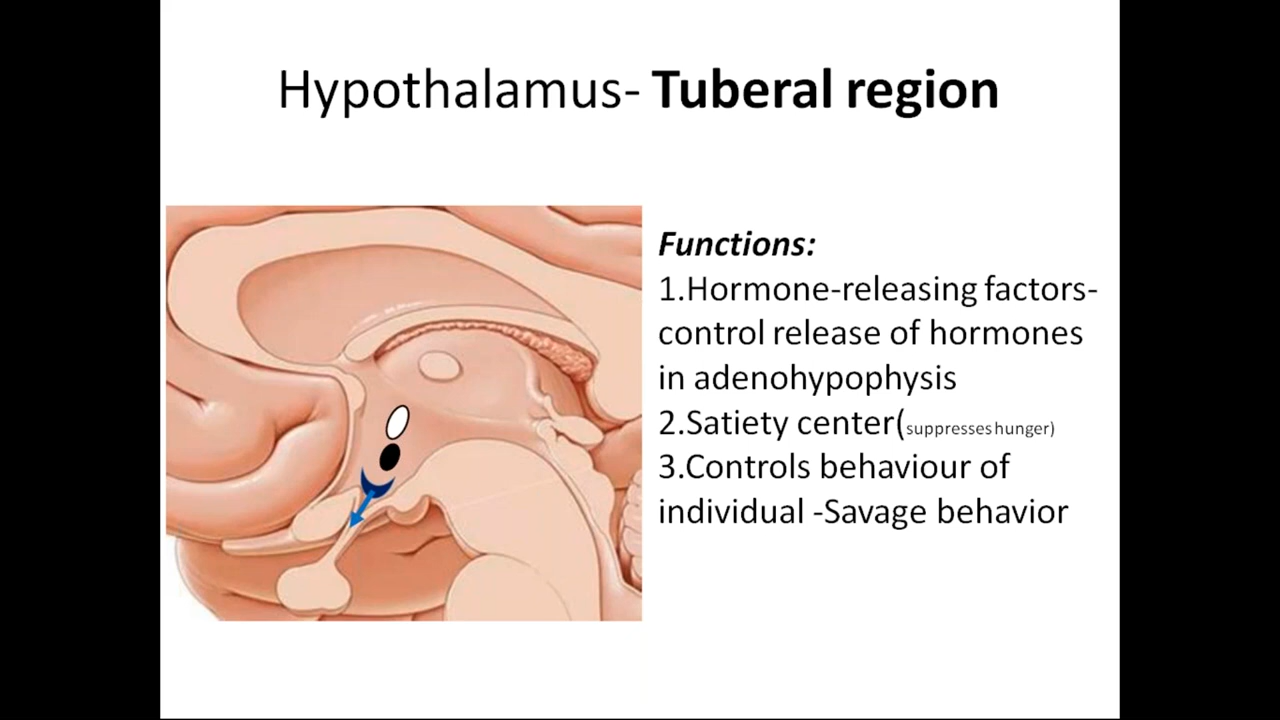 Hypothalamus- Tuberal region
Functions:
1.Hormone-releasing factors-
control release of hormones
in adenohypophysis
2.Satiety center(suppresses hunger)
3.Controls behaviour of
individual -Savage behavior